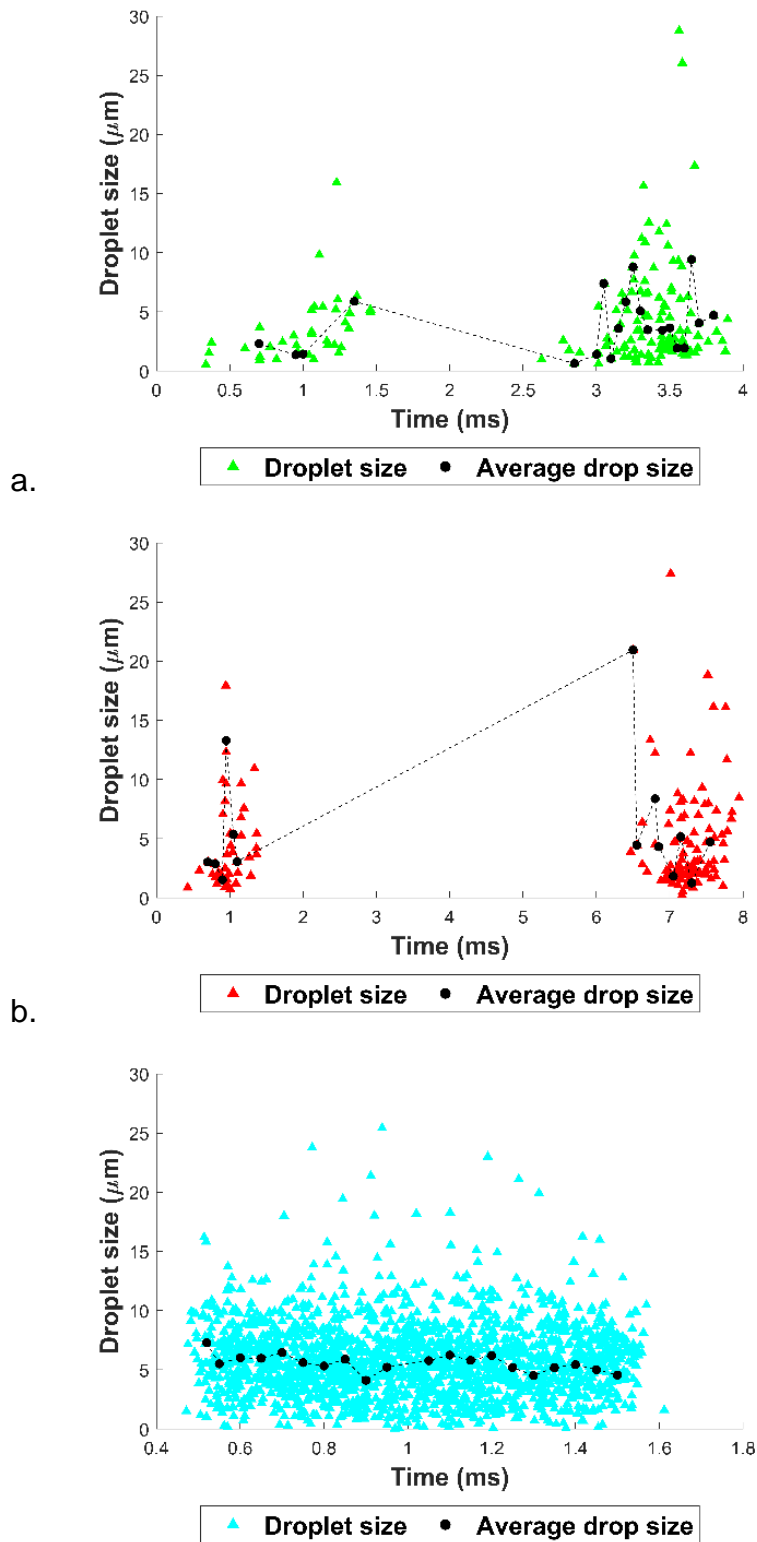 30
25
20
15
10
5
0
Droplet size (μm)
0 0.5 1 1.5 2 2.5 3 3.5 4
Time (ms)
Droplet size Average drop size
a.
30
25
20
15
10
5
0
Droplet size (μm)
0 1 2 3 4 5 6 7 8
Time (ms)
Droplet size Average drop size
b.
30
25
20
15
10
5
0
Droplet size (μm)
0.4 0.6 0.8 1 1.2 1.4 1.6 1.8
Time (ms)
Droplet size Average drop size